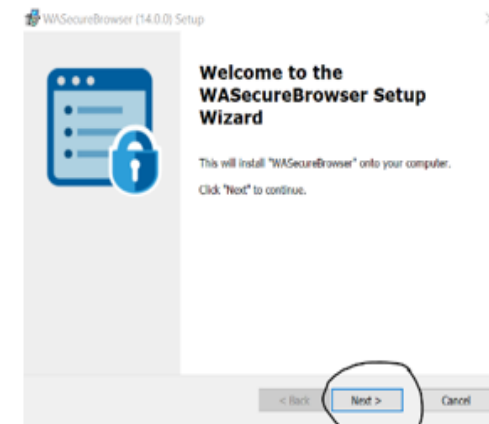 WASecureBrowser (14.0.0) Setup
Welcome to the
WASecureBrowser Setup
Wizard
This will install "WASecureBrowser" onto your computer.
Click "Next" to continue.
< Back
Next >
Cancel